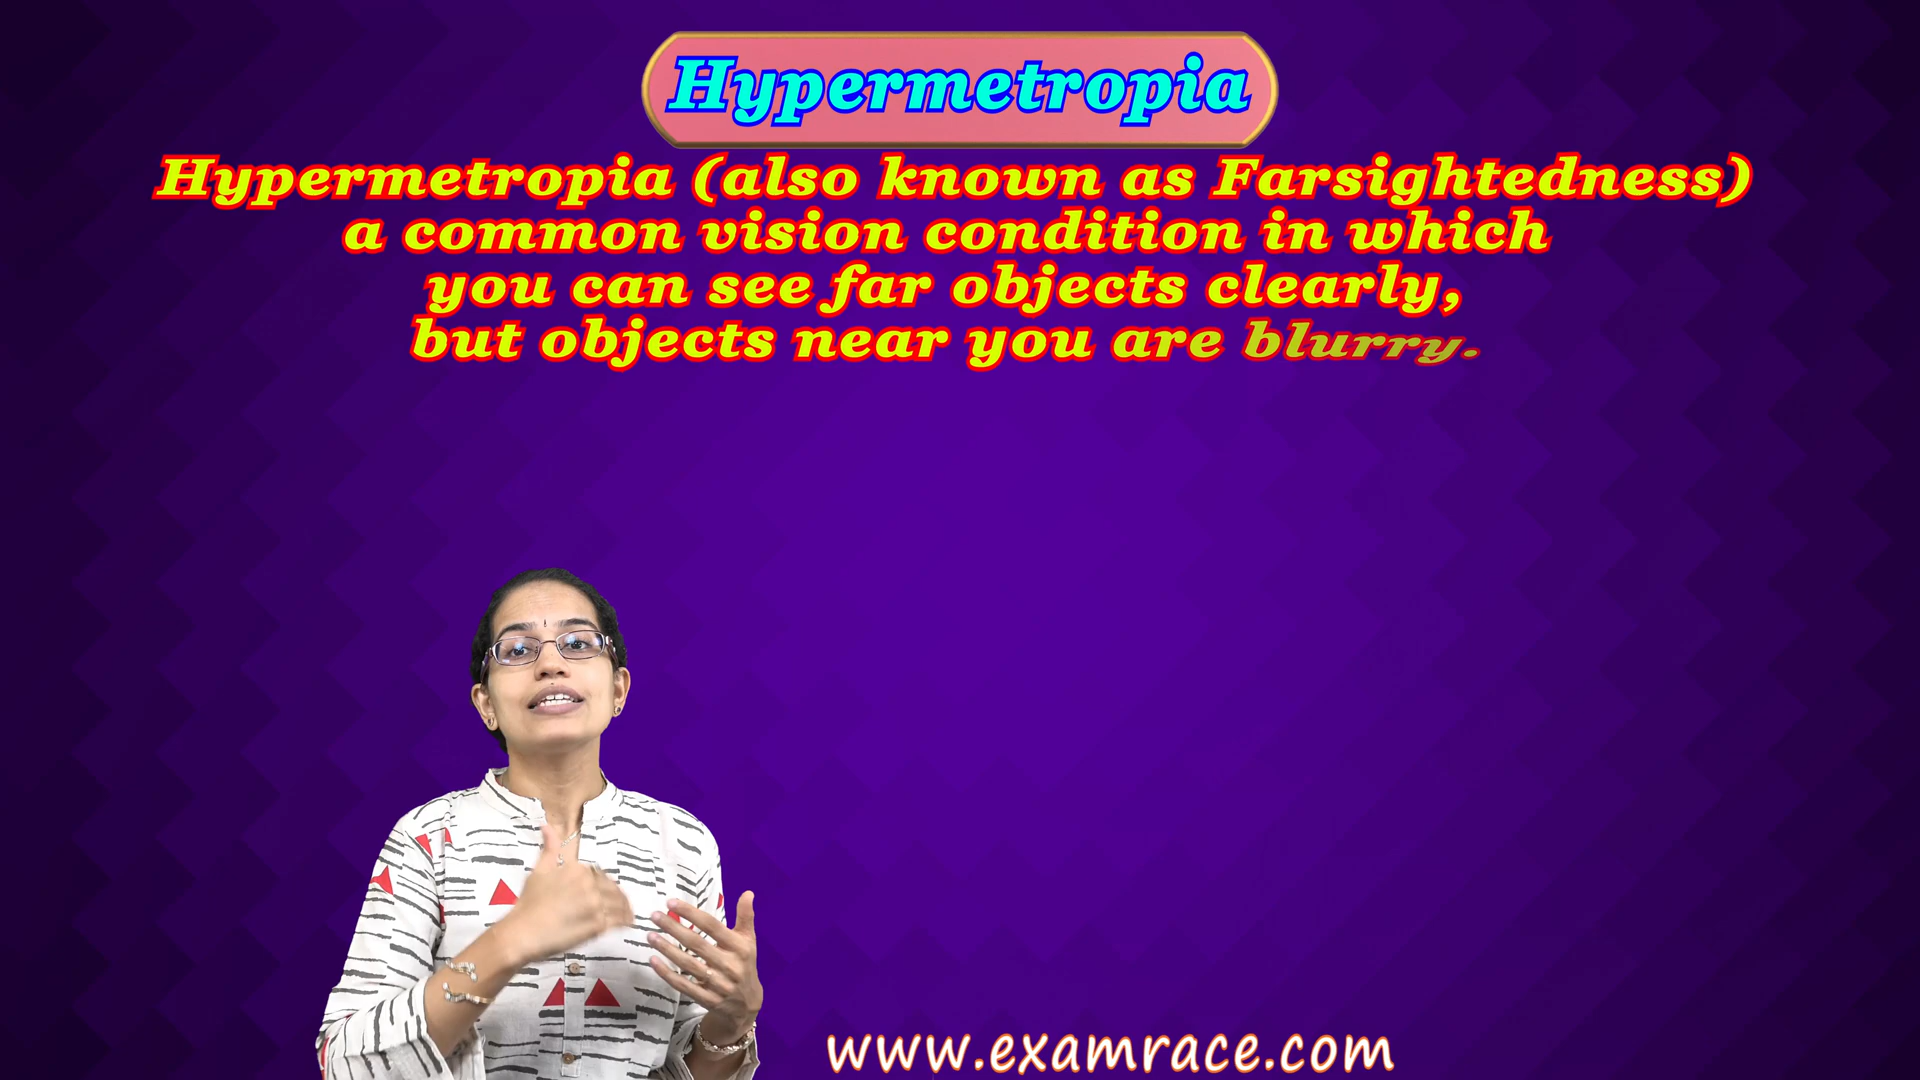 Hypermetropia
Hypermetropia (also known as Farsightedness)
a common vision condition in which
you can see far objects clearly,
but objects near you are blurry.
www.examrace.com